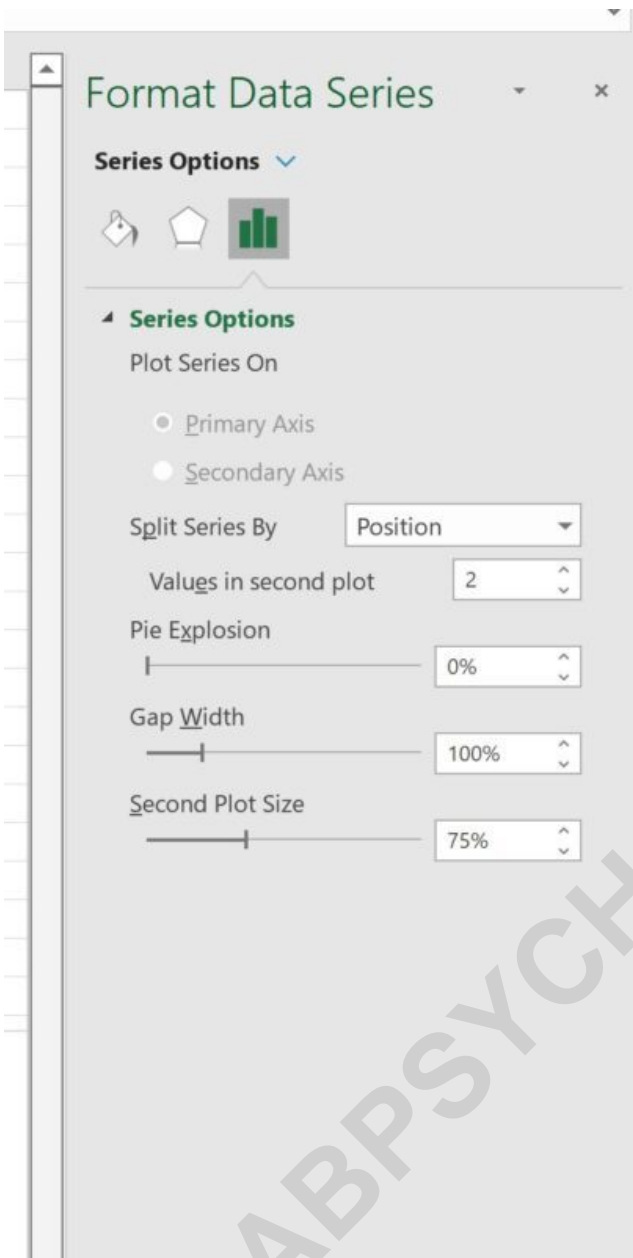 Format Data Series
Series Options
Series Options
Plot Series On
Primary Axis
Secondary Axis
Split Series By Position
Values in second plot 2
Pie Explosion
0%
Gap Width
100%
Second Plot Size
75%
ABPSYCH